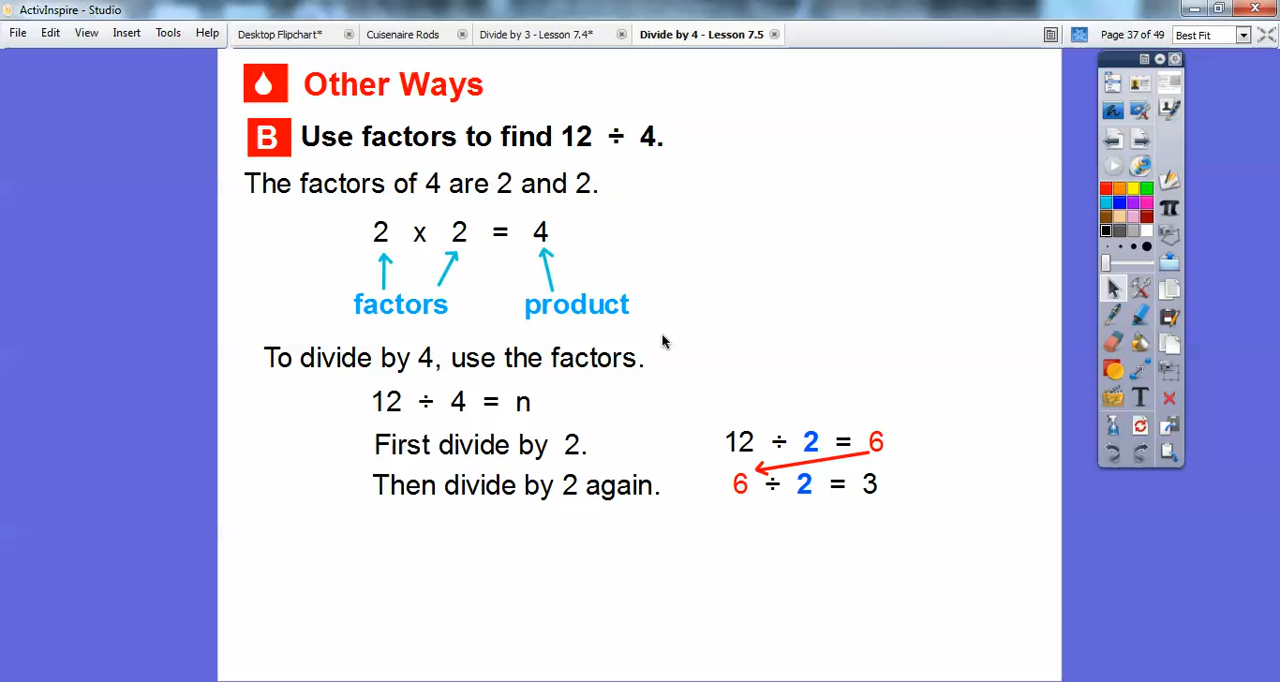 ActivInspire - Studio
File Edit View Insert Tools Help
Desktop Flipchart* Cuisenaire Rods Divide by 3 - Lesson 7.4* Divide by 4 - Lesson 7.5
Page 37 of 49 Best Fit
Other Ways
B Use factors to find 12 ÷ 4.
The factors of 4 are 2 and 2.
2 x 2 = 4
factors product
To divide by 4, use the factors.
12 ÷ 4 = n
First divide by 2. 12 ÷ 2 = 6
Then divide by 2 again. 6 ÷ 2 = 3